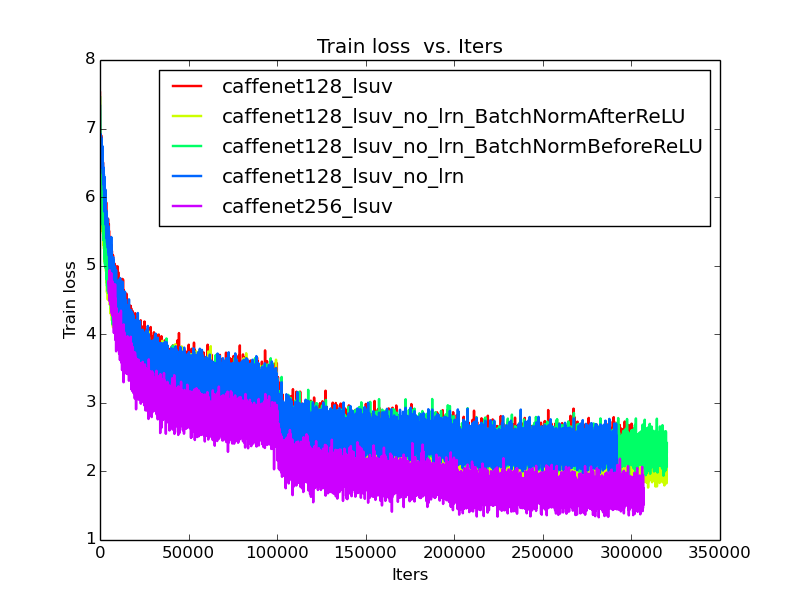 Train loss  vs. Iters
8
7
6
5
4
3
2
1
Train loss
caffenet128_lsuv
caffenet128_lsuv_no_lrn_BatchNormAfterReLU
caffenet128_lsuv_no_lrn_BatchNormBeforeReLU
caffenet128_lsuv_no_lrn
caffenet256_lsuv
0 50000 100000 150000 200000 250000 300000 350000
Iters